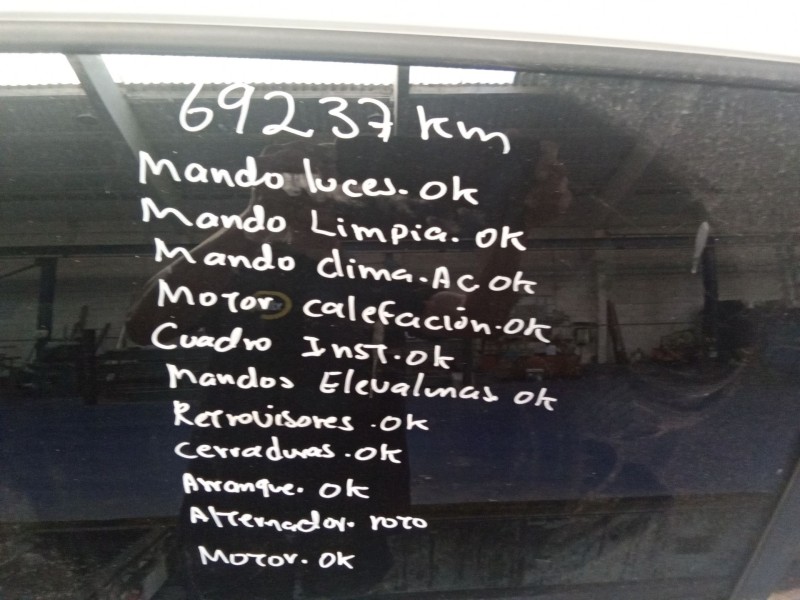 69237 km
Mando luces. Ok
Mando Limpia. Ok
Mando clima. Ac Ok
Motor calefación. Ok
Cuadro Inst. ok
Mandos Elevalunas Ok
Retrovisores. Ok
Cerraduras. Ok
Arranque. Ok
Alternador. roto
Motor. Ok